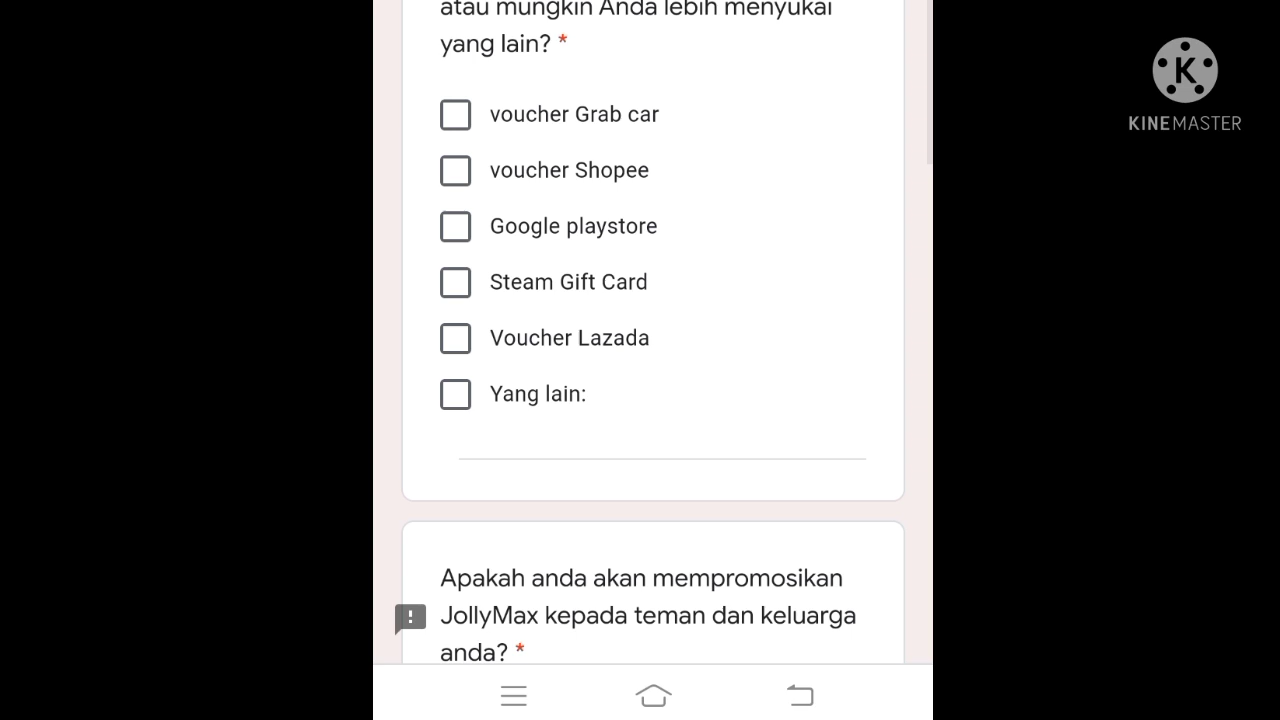 atau mungkin Anda lebih menyukai
yang lain? *
voucher Grab car
voucher Shopee
Google playstore
Steam Gift Card
Voucher Lazada
Yang lain:
Apakah anda akan mempromosikan
JollyMax kepada teman dan keluarga
anda? *
K
KINEMASTER